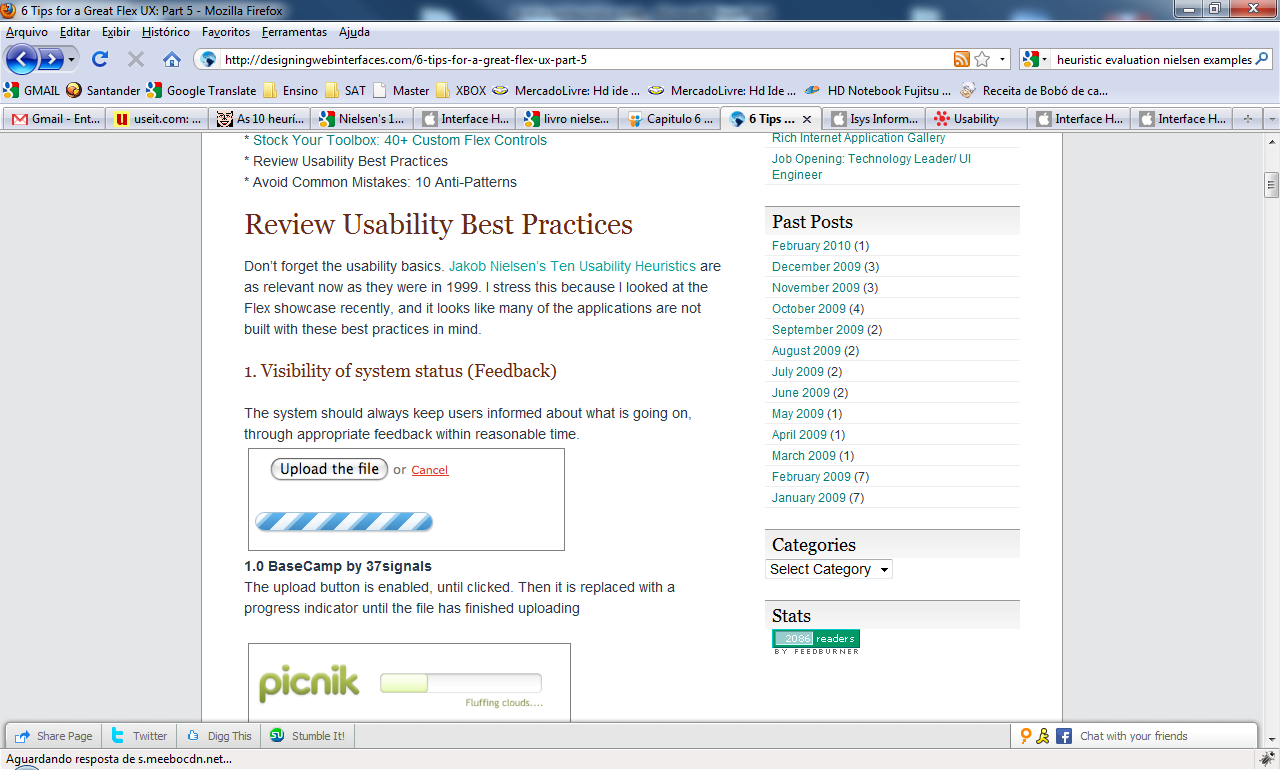 6 Tips for a Great Flex UX: Part 5 - Mozilla Firefox
Arquivo Editar Exibir Histórico Favoritos Ferramentas Ajuda
http://designingwebinterfaces.com/6-tips-for-a-great-flex-ux-part-5
heuristic evaluation nielsen examples
GMAIL Santander Google Translate Ensino SAT Master XBOX MercadoLivre: Hd ide ... MercadoLivre: Hd Ide ... HD Notebook Fujitsu ... Receita de Bobó de ca...
Gmail - Ent... useit.com: ... As 10 heurí... Nielsen's 1... Interface H... livro nielse... Capitulo 6 ... 6 Tips ... Isys Inform... Usability Interface H... Interface H...
* Stock Your Toolbox: 40+ Custom Flex Controls
* Review Usability Best Practices
* Avoid Common Mistakes: 10 Anti-Patterns
Review Usability Best Practices
Don't forget the usability basics. Jakob Nielsen's Ten Usability Heuristics are
as relevant now as they were in 1999. I stress this because I looked at the
Flex showcase recently, and it looks like many of the applications are not
built with these best practices in mind.
1. Visibility of system status (Feedback)
The system should always keep users informed about what is going on,
through appropriate feedback within reasonable time.
Upload the file or Cancel
1.0 BaseCamp by 37signals
The upload button is enabled, until clicked. Then it is replaced with a
progress indicator until the file has finished uploading
picnik
Fluffing clouds....
Rich Internet Application Gallery
Job Opening: Technology Leader/ UI
Engineer
Past Posts
February 2010 (1)
December 2009 (3)
November 2009 (3)
October 2009 (4)
September 2009 (2)
August 2009 (2)
July 2009 (2)
June 2009 (2)
May 2009 (1)
April 2009 (1)
March 2009 (1)
February 2009 (7)
January 2009 (7)
Categories
Select Category
Stats
2086 readers
BY FEEDBURNER
Share Page Twitter Digg This Stumble It! Chat with your friends
Aguardando resposta de s.meebocdn.net...